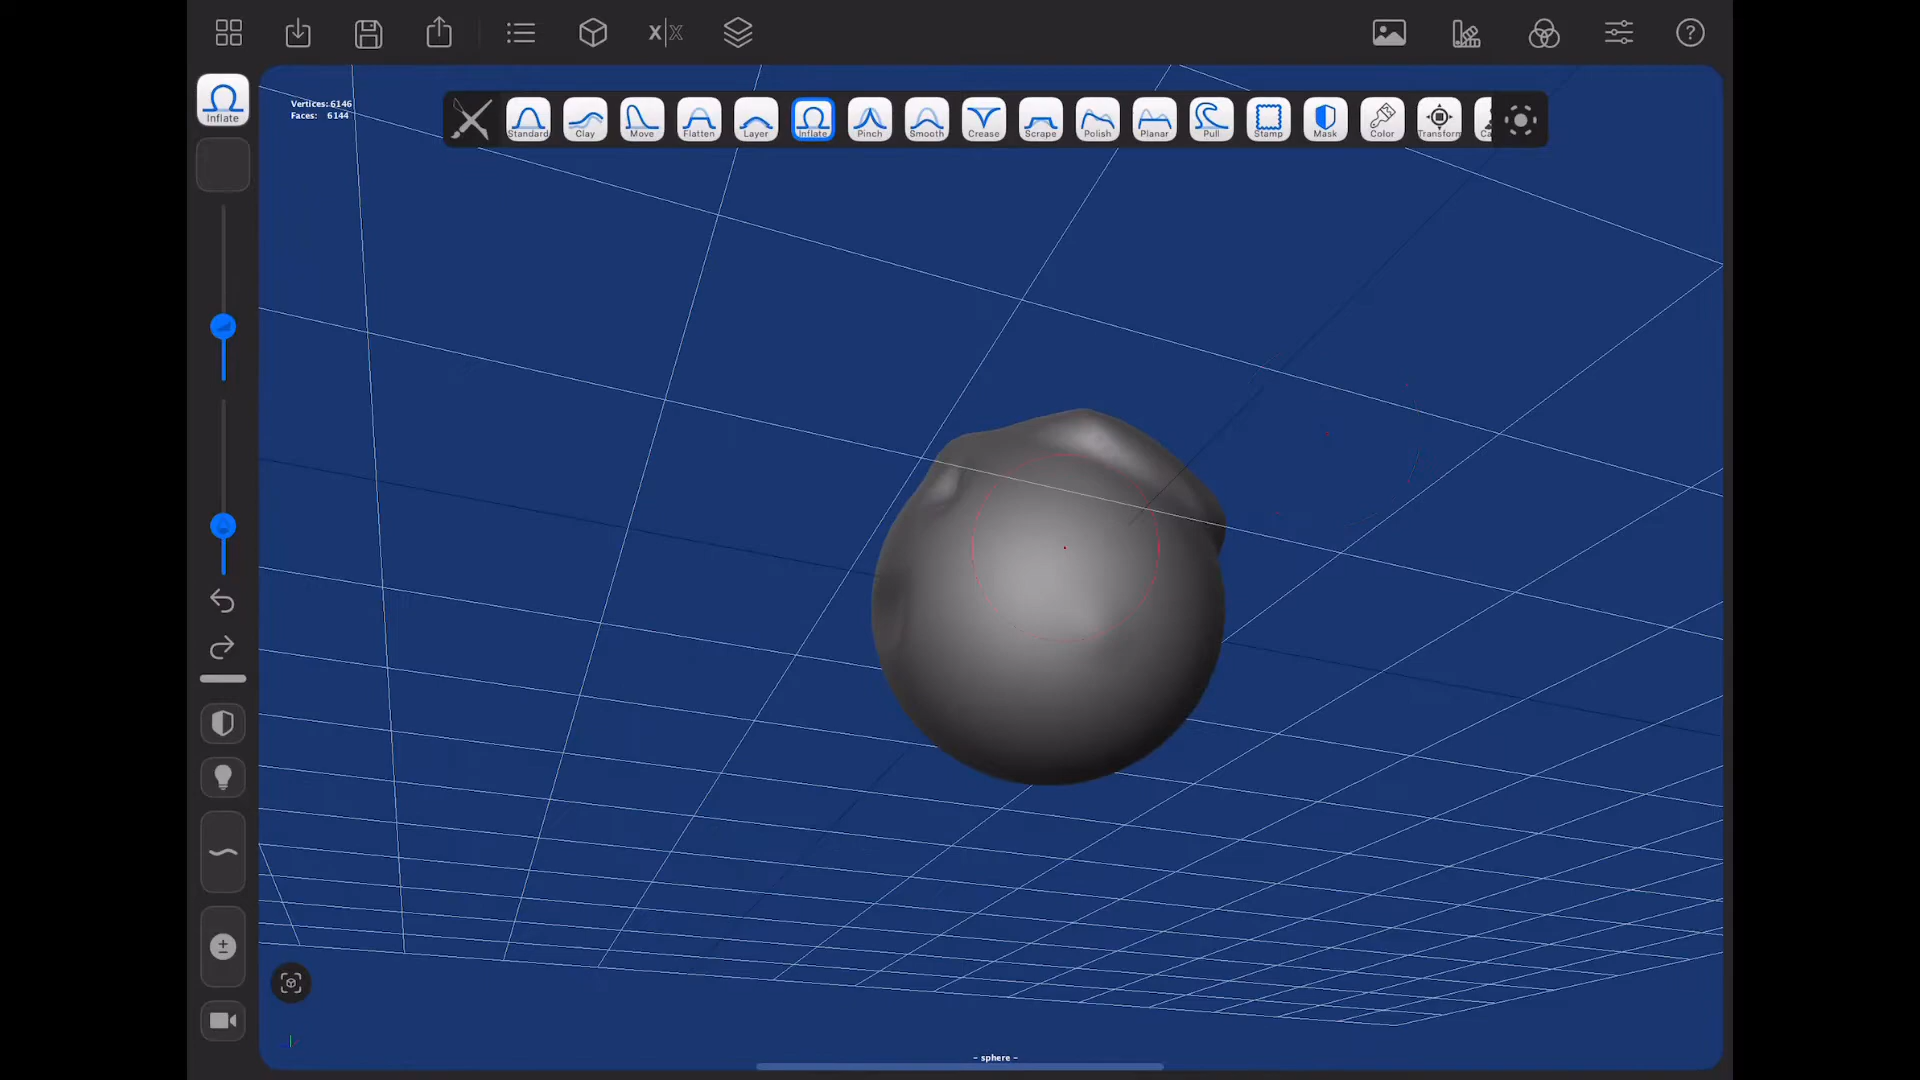 Inflate
Vertices: 6146
Faces: 6144
Standard Clay Move Flatten Layer Inflate Pinch Smooth Crease Scrape Polish Planar Pull Stamp Mask Color Transform
X|X
?
– sphere –